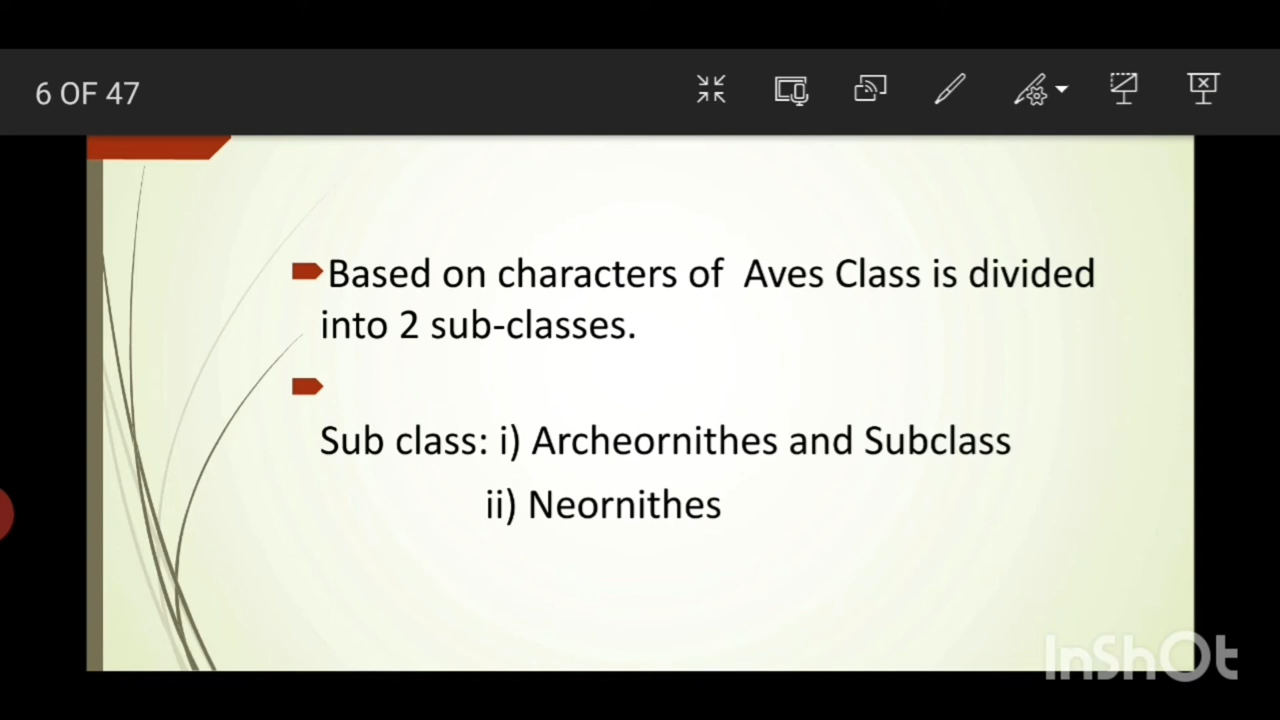 6 OF 47
Based on characters of  Aves Class is divided
into 2 sub-classes.
Sub class: i) Archeornithes and Subclass
ii) Neornithes
InShOt